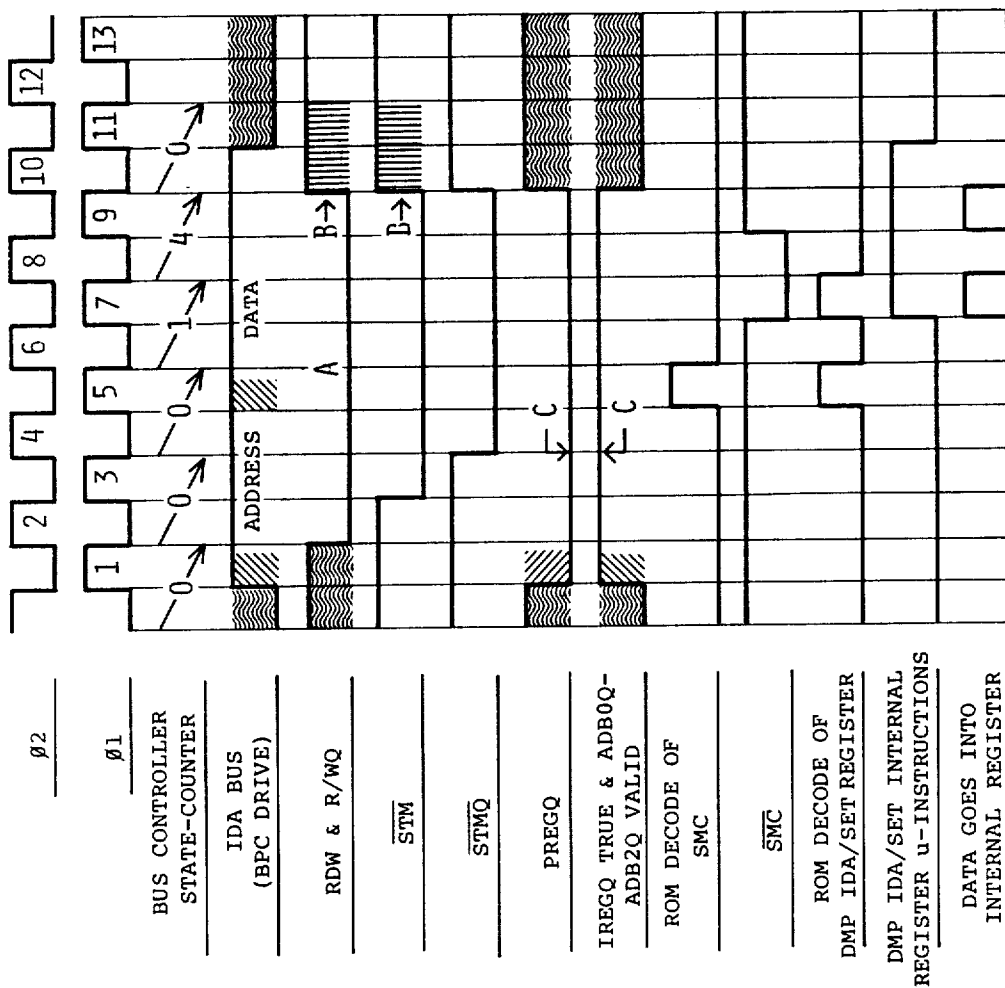 ø2
2
4
6
8
10
12
ø1
1
3
5
7
9
11
13
BUS CONTROLLER
STATE-COUNTER
0
0
0
1
4
0
IDA BUS
(BPC DRIVE)
ADDRESS
DATA
RDW & R/WQ
A
B→
STM
B→
STMQ
PREGQ
C
IREGQ TRUE & ADB0Q-
ADB2Q VALID
C
ROM DECODE OF
SMC
SMC
ROM DECODE OF
DMP IDA/SET REGISTER
DMP IDA/SET INTERNAL
REGISTER u-INSTRUCTIONS
DATA GOES INTO
INTERNAL REGISTER